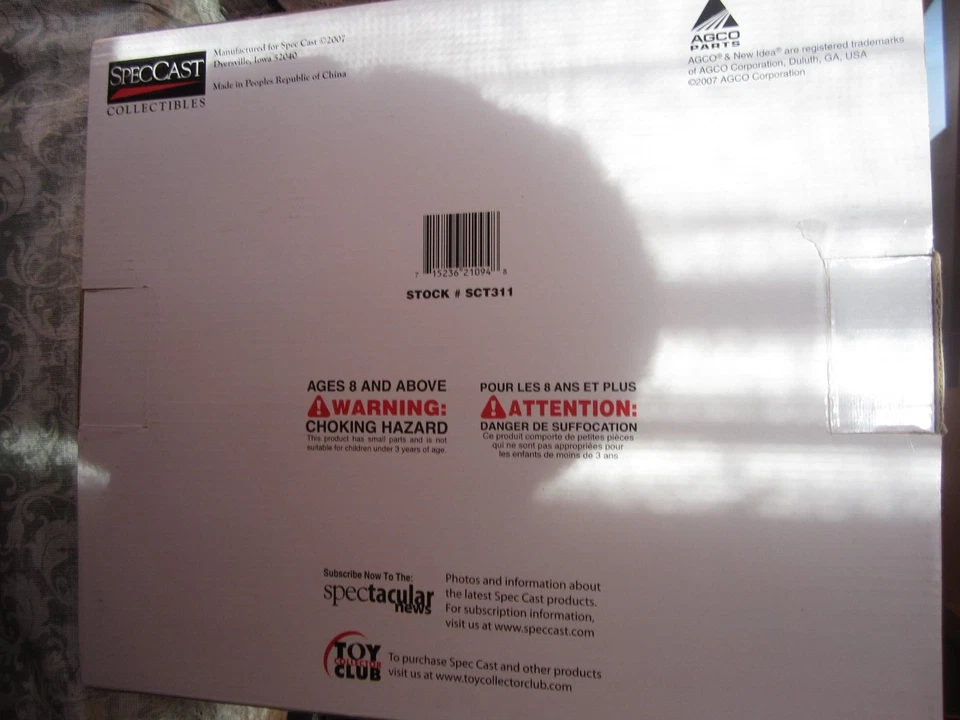 SPECCAST
COLLECTIBLES
Manufactured for Spec Cast ©2007
Dyersville, Iowa 52040
Made in Peoples Republic of China
AGCO
PARTS
AGCO® & New Idea® are registered trademarks
of AGCO Corporation, Duluth, GA, USA
©2007 AGCO Corporation
7 15236 21094 8
STOCK # SCT311
AGES 8 AND ABOVE
WARNING:
CHOKING HAZARD
This product has small parts and is not
suitable for children under 3 years of age.
POUR LES 8 ANS ET PLUS
ATTENTION:
DANGER DE SUFFOCATION
Ce produit comporte de petites pièces
qui ne sont pas appropriées pour
les enfants de moins de 3 ans
Subscribe Now To The:
spectacular
news
Photos and information about
the latest Spec Cast products.
For subscription information,
visit us at www.speccast.com
TOY
COLLECTOR
CLUB
To purchase Spec Cast and other products
visit us at www.toycollectorclub.com